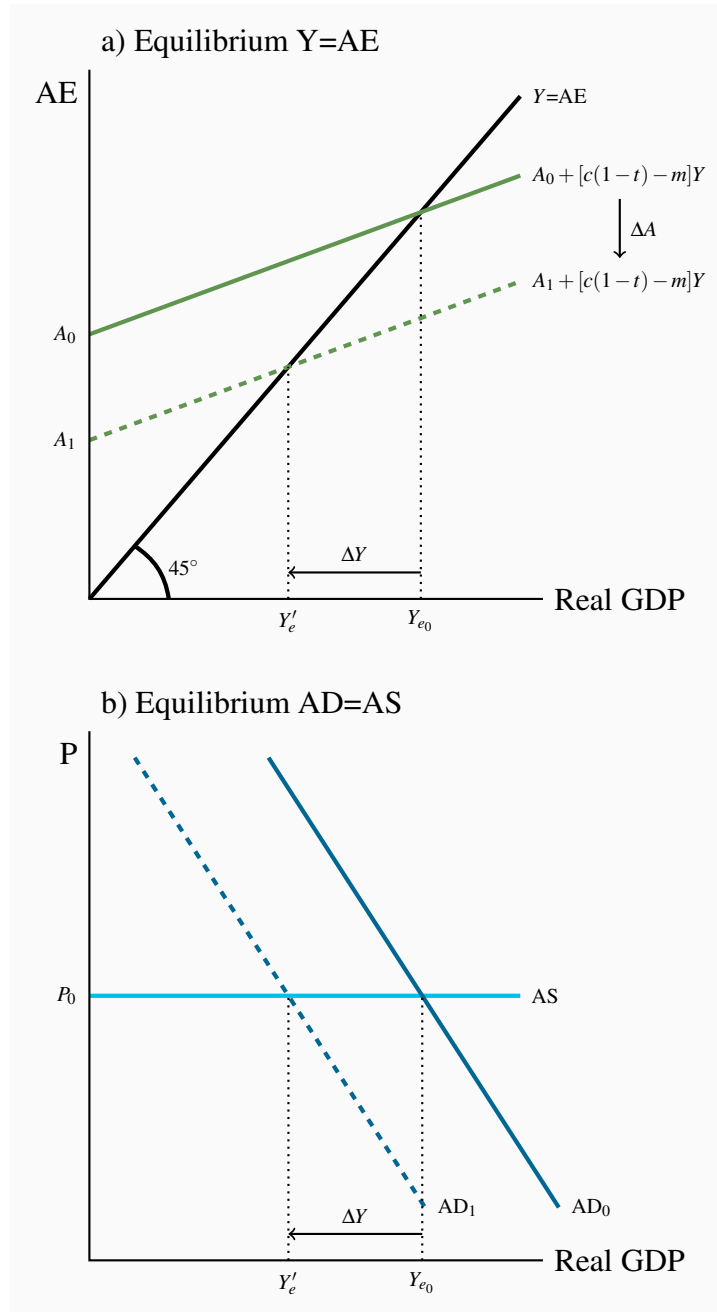 a) Equilibrium Y=AE
AE
Y=AE
A₀ + [c(1 − t) − m]Y
ΔA
A₁ + [c(1 − t) − m]Y
A₀
A₁
45°
ΔY
Real GDP
Y′ₑ
Yₑ₀
b) Equilibrium AD=AS
P
P₀
AS
AD₁
AD₀
ΔY
Real GDP
Y′ₑ
Yₑ₀